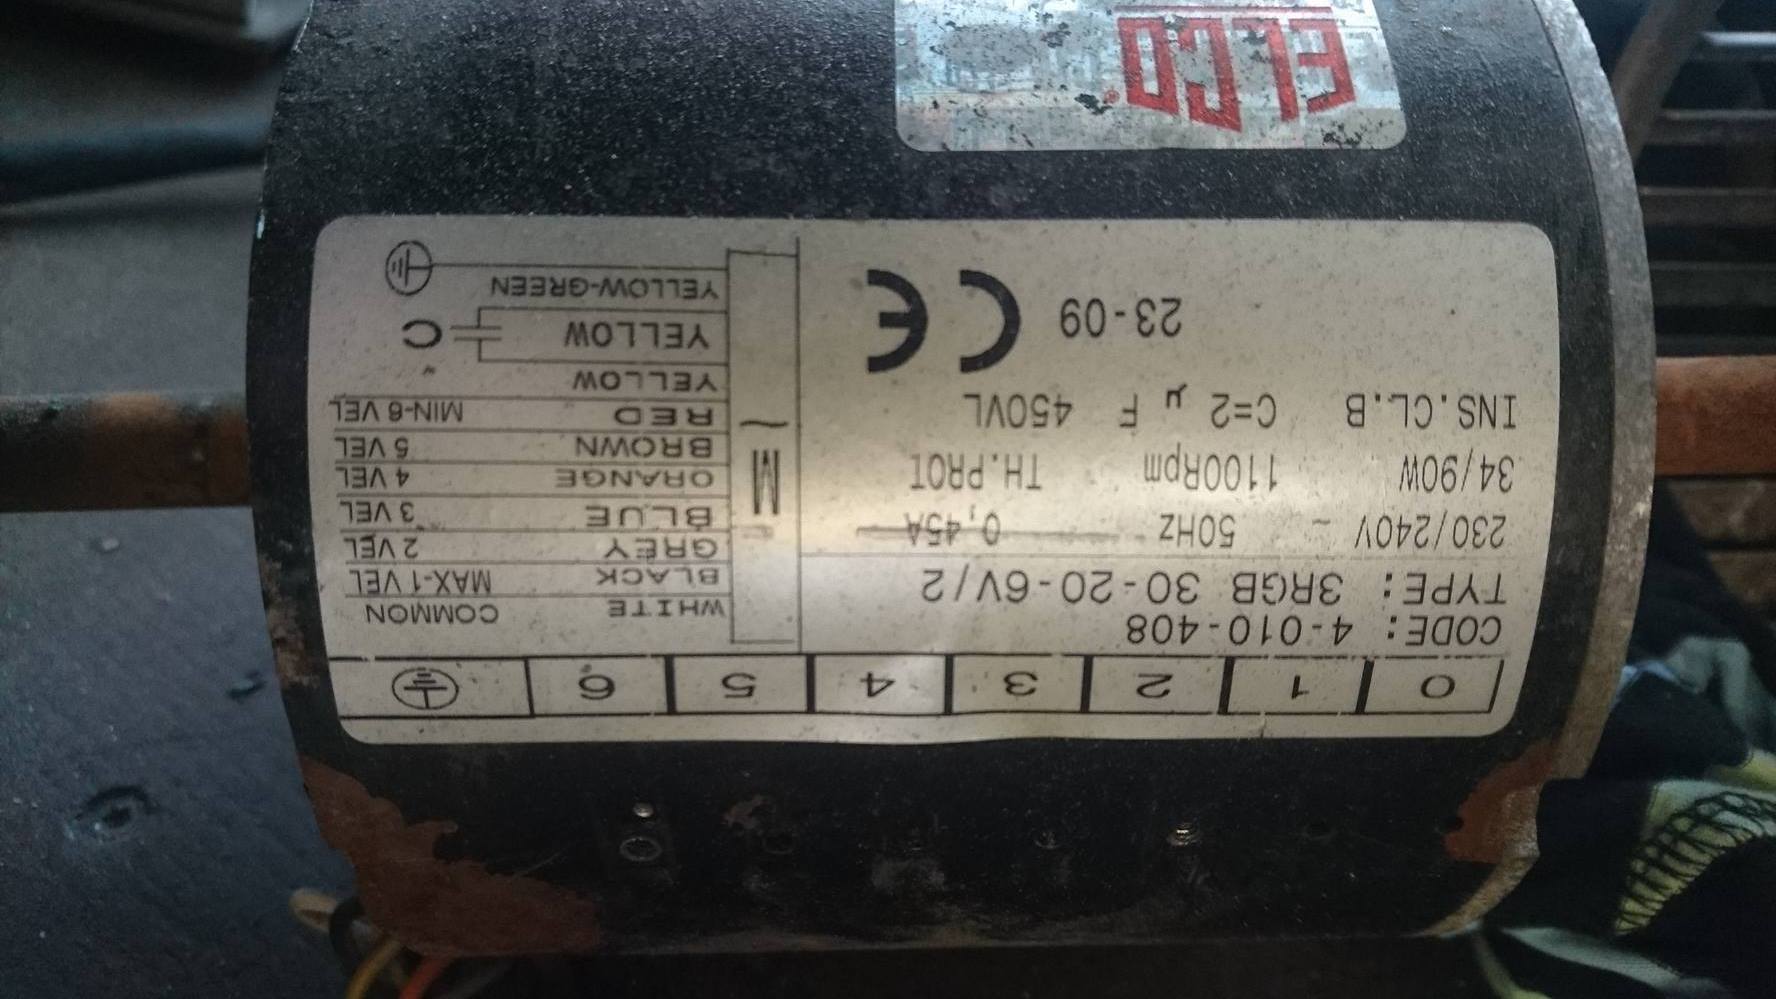 0 1 2 3 4 5 6
CODE: 4-010-408
TYPE: 3RGB 30-20-6V/2
230/240V ~ 50HZ 0,45A
34/90W 1100Rpm TH.PROT
INS.CL.B C=2 µ F 450VL
23-09 CE
M
~
WHITE COMMON
BLACK MAX-1 VEL
GREY 2 VEL
BLUE 3 VEL
ORANGE 4 VEL
BROWN 5 VEL
RED MIN-6 VEL
YELLOW
YELLOW C
YELLOW-GREEN
ELCO®